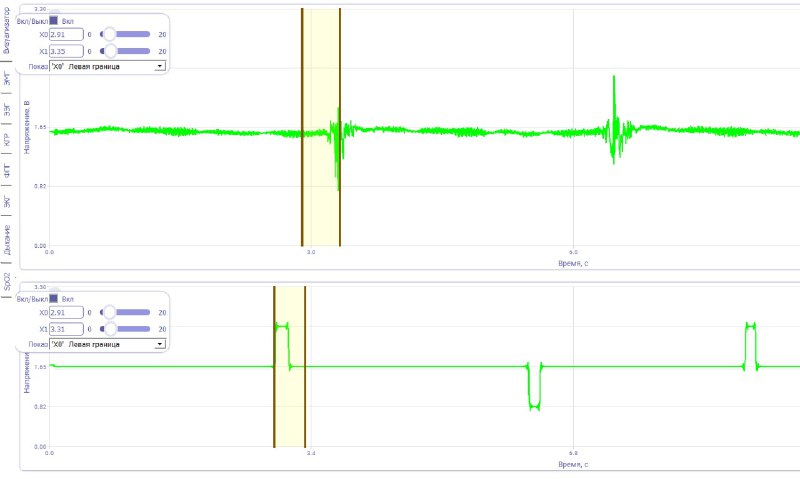 Визуализатор
ЭМГ
ЭЭГ
КГР
ФПГ
ЭКГ
Дыхание
SpO2
3.30
Вкл/Выкл Вкл
X0 2.91 0 20
X1 3.35 0 20
Показ "X0" Левая граница
1.65
0.82
0.00
Напряжение, В
0.0 3.0 6.0
Время, с
3.30
Вкл/Выкл Вкл
X0 2.91 0 20
X1 3.31 0 20
Показ "X0" Левая граница
1.65
0.82
0.00
0.0 3.4 6.8
Время, с